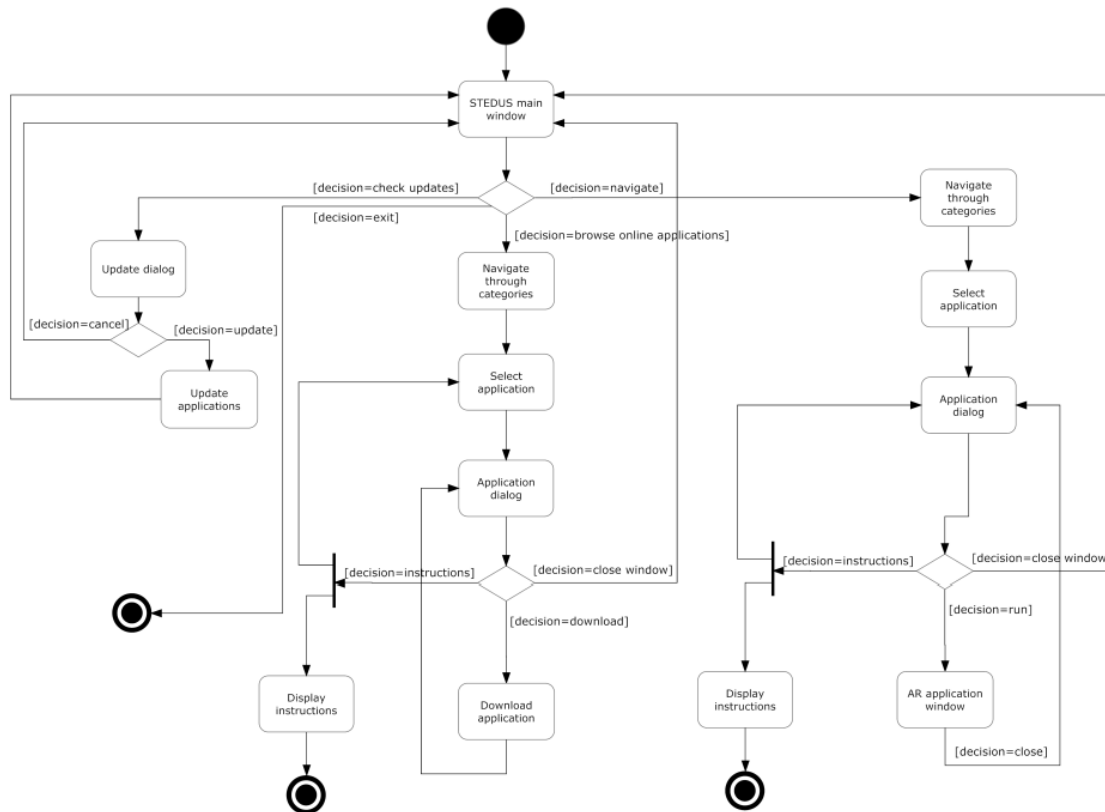 STEDUS main
window
[decision=check updates]
[decision=navigate]
[decision=exit]
[decision=browse online applications]
Navigate
through
categories
Update dialog
Navigate
through
categories
Select
application
[decision=cancel]
[decision=update]
Update
applications
Select
application
Application
dialog
Application
dialog
[decision=instructions]
[decision=close window]
[decision=download]
[decision=instructions]
[decision=close window]
[decision=run]
Display
instructions
Download
application
Display
instructions
AR application
window
[decision=close]